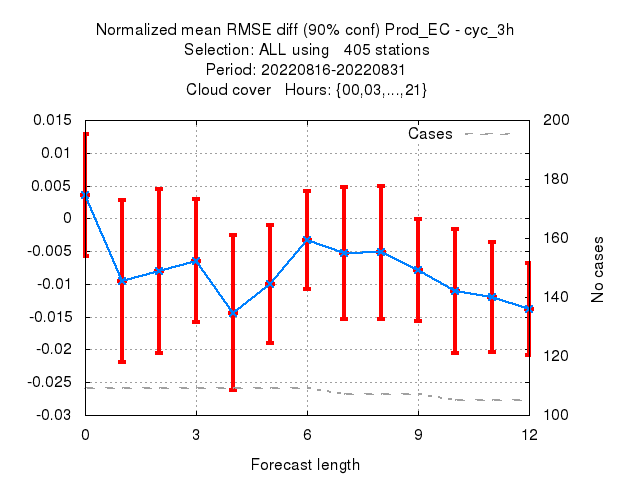 Normalized mean RMSE diff (90% conf) Prod_EC - cyc_3h
Selection: ALL using   405 stations
Period: 20220816-20220831
Cloud cover   Hours: {00,03,...,21}
0.015
0.01
0.005
0
-0.005
-0.01
-0.015
-0.02
-0.025
-0.03
Cases
200
180
160
140
120
100
No cases
0 3 6 9 12
Forecast length